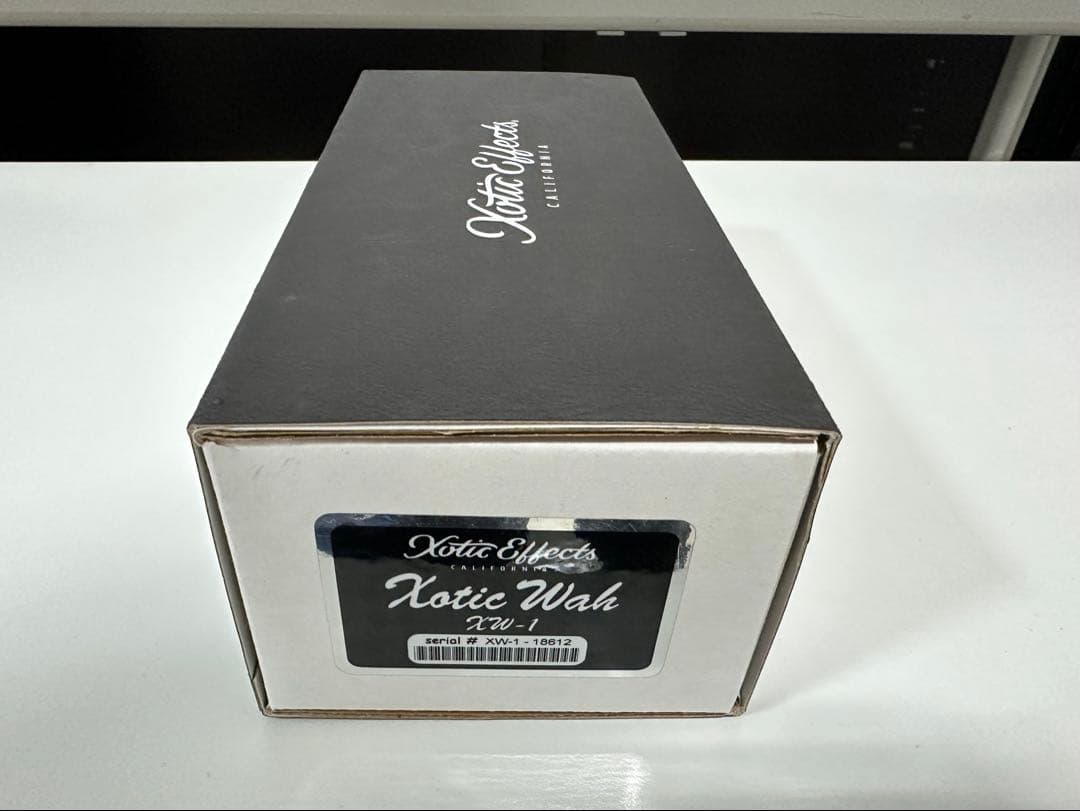 Xotic Effects
CALIFORNIA
Xotic Effects
CALIFORNIA
Xotic Wah
XW-1
serial # XW-1 - 18612